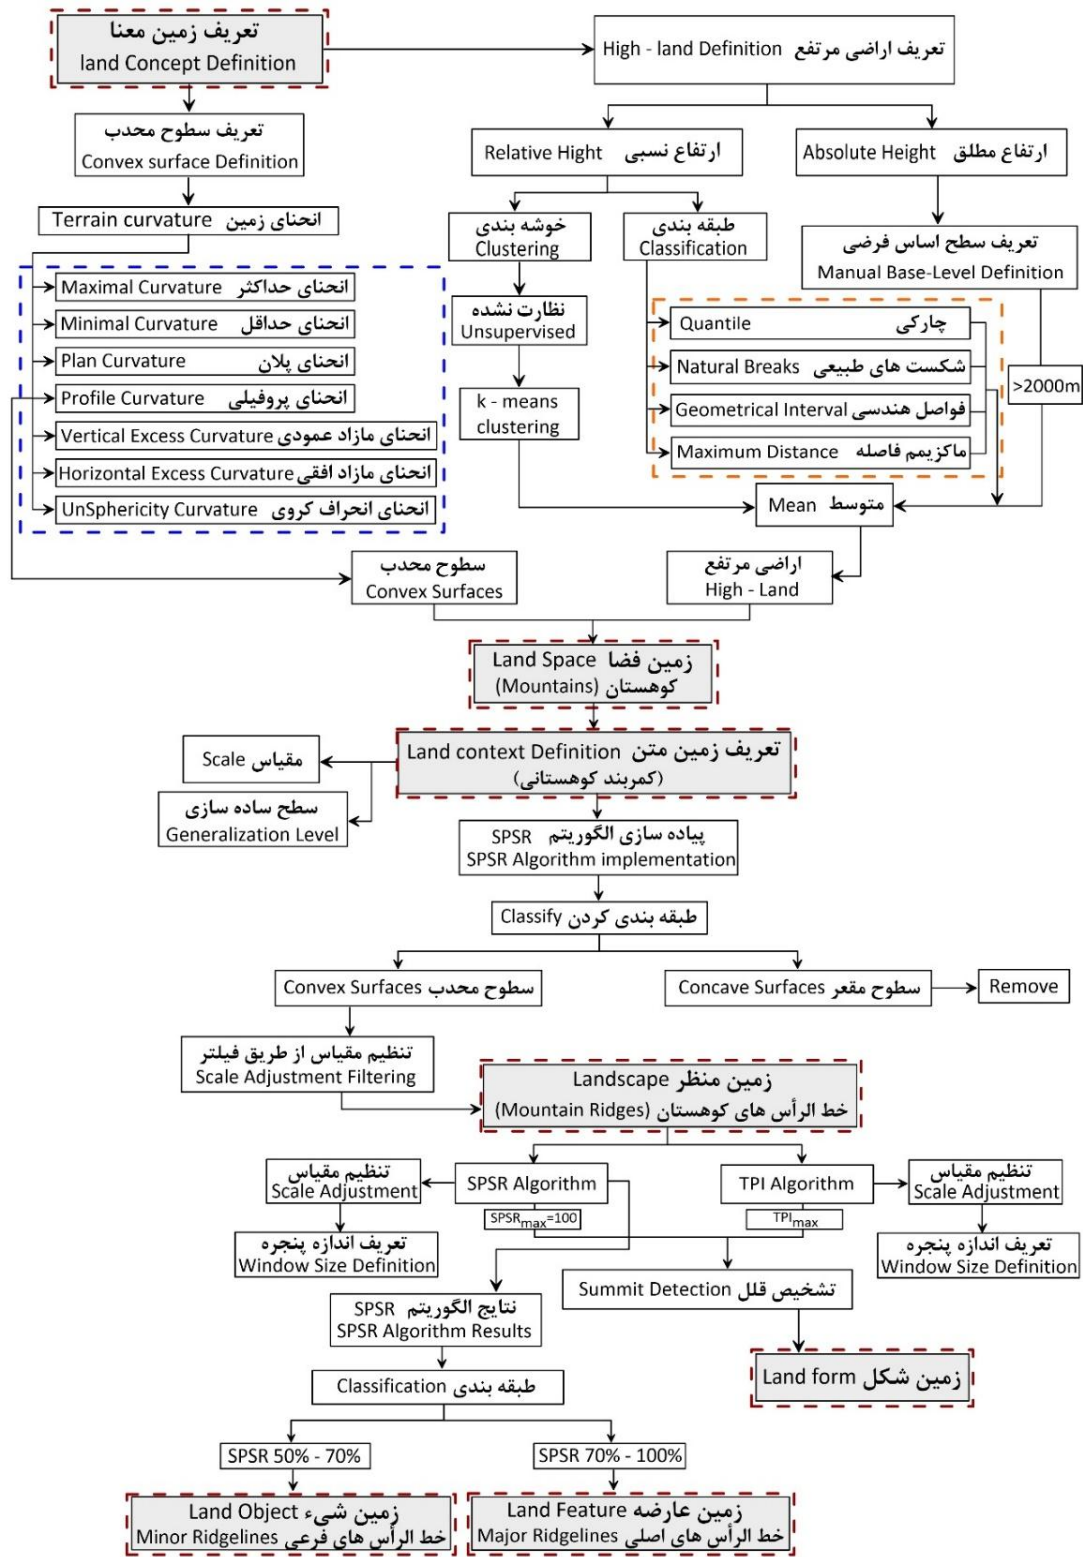 تعریف زمین معنا
land Concept Definition
High - land Definition تعریف اراضی مرتفع
تعریف سطوح محدب
Convex surface Definition
Relative Hight ارتفاع نسبی
Absolute Height ارتفاع مطلق
Terrain curvature انحنای زمین
خوشه بندی
Clustering
طبقه بندی
Classification
تعریف سطح اساس فرضی
Manual Base-Level Definition
Maximal Curvature انحنای حداکثر
Minimal Curvature انحنای حداقل
Plan Curvature انحنای پلان
Profile Curvature انحنای پروفیلی
Vertical Excess Curvature انحنای مازاد عمودی
Horizontal Excess Curvature انحنای مازاد افقی
UnSphericity Curvature انحنای انحراف کروی
نظارت نشده
Unsupervised
k - means
clustering
Quantile چارکی
Natural Breaks شکست های طبیعی
Geometrical Interval فواصل هندسی
Maximum Distance ماکزیمم فاصله
>2000m
Mean متوسط
سطوح محدب
Convex Surfaces
اراضی مرتفع
High - Land
Land Space زمین فضا
(Mountains) کوهستان
Land context Definition تعریف زمین متن
(کمربند کوهستانی)
Scale مقیاس
سطح ساده سازی
Generalization Level
SPSR پیاده سازی الگوریتم
SPSR Algorithm implementation
Classify طبقه بندی کردن
Convex Surfaces سطوح محدب
Concave Surfaces سطوح مقعر
Remove
تنظیم مقیاس از طریق فیلتر
Scale Adjustment Filtering
Landscape زمین منظر
(Mountain Ridges) خط الرأس های کوهستان
تنظیم مقیاس
Scale Adjustment
SPSR Algorithm
TPI Algorithm
تنظیم مقیاس
Scale Adjustment
SPSRmax=100
TPImax
تعریف اندازه پنجره
Window Size Definition
تعریف اندازه پنجره
Window Size Definition
Summit Detection تشخیص قلل
SPSR نتایج الگوریتم
SPSR Algorithm Results
Land form زمین شکل
Classification طبقه بندی
SPSR 50% - 70%
SPSR 70% - 100%
Land Object زمین شیء
Minor Ridgelines خط الرأس های فرعی
Land Feature زمین عارضه
Major Ridgelines خط الرأس های اصلی